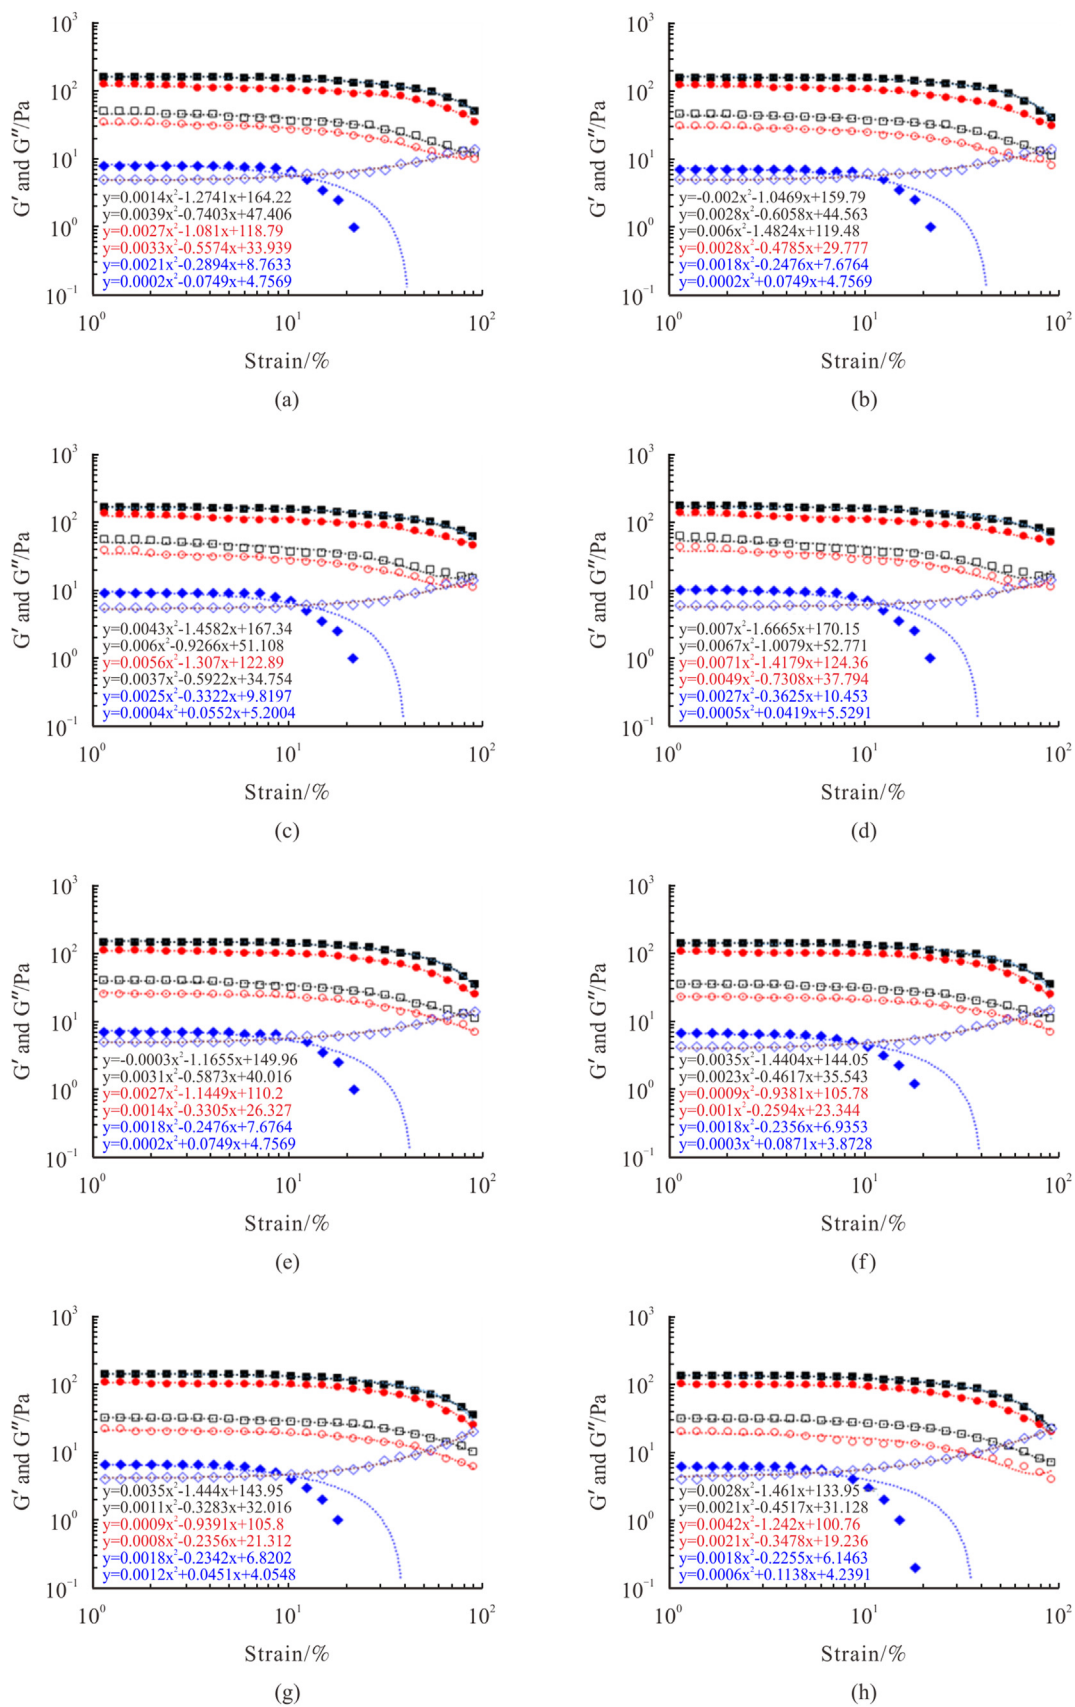 10³ 10³
10² 10²
10¹ 10¹
10⁰ 10⁰
10⁻¹ 10⁻¹
G′ and G″/Pa G′ and G″/Pa
y=0.0014x²-1.2741x+164.22
y=0.0039x²-0.7403x+47.406
y=0.0027x²-1.081x+118.79
y=0.0033x²-0.5574x+33.939
y=0.0021x²-0.2894x+8.7633
y=0.0002x²-0.0749x+4.7569
y=-0.002x²-1.0469x+159.79
y=0.0028x²-0.6058x+44.563
y=0.006x²-1.4824x+119.48
y=0.0028x²-0.4785x+29.777
y=0.0018x²-0.2476x+7.6764
y=0.0002x²+0.0749x+4.7569
10⁰ 10¹ 10² 10⁰ 10¹ 10²
Strain/% Strain/%
(a) (b)
10³ 10³
10² 10²
10¹ 10¹
10⁰ 10⁰
10⁻¹ 10⁻¹
G′ and G″/Pa G′ and G″/Pa
y=0.0043x²-1.4582x+167.34
y=0.006x²-0.9266x+51.108
y=0.0056x²-1.307x+122.89
y=0.0037x²-0.5922x+34.754
y=0.0025x²-0.3322x+9.8197
y=0.0004x²+0.0552x+5.2004
y=0.007x²-1.6665x+170.15
y=0.0067x²-1.0079x+52.771
y=0.0071x²-1.4179x+124.36
y=0.0049x²-0.7308x+37.794
y=0.0027x²-0.3625x+10.453
y=0.0005x²+0.0419x+5.5291
10⁰ 10¹ 10² 10⁰ 10¹ 10²
Strain/% Strain/%
(c) (d)
10³ 10³
10² 10²
10¹ 10¹
10⁰ 10⁰
10⁻¹ 10⁻¹
G′ and G″/Pa G′ and G″/Pa
y=-0.0003x²-1.1655x+149.96
y=0.0031x²-0.5873x+40.016
y=0.0027x²-1.1449x+110.2
y=0.0014x²-0.3305x+26.327
y=0.0018x²-0.2476x+7.6764
y=0.0002x²+0.0749x+4.7569
y=0.0035x²-1.4404x+144.05
y=0.0023x²-0.4617x+35.543
y=0.0009x²-0.9381x+105.78
y=0.001x²-0.2594x+23.344
y=0.0018x²-0.2356x+6.9353
y=0.0003x²+0.0871x+3.8728
10⁰ 10¹ 10² 10⁰ 10¹ 10²
Strain/% Strain/%
(e) (f)
10³ 10³
10² 10²
10¹ 10¹
10⁰ 10⁰
10⁻¹ 10⁻¹
G′ and G″/Pa G′ and G″/Pa
y=0.0035x²-1.444x+143.95
y=0.0011x²-0.3283x+32.016
y=0.0009x²-0.9391x+105.8
y=0.0008x²-0.2356x+21.312
y=0.0018x²-0.2342x+6.8202
y=0.0012x²+0.0451x+4.0548
y=0.0028x²-1.461x+133.95
y=0.0021x²-0.4517x+31.128
y=0.0042x²-1.242x+100.76
y=0.0021x²-0.3478x+19.236
y=0.0018x²-0.2255x+6.1463
y=0.0006x²+0.1138x+4.2391
10⁰ 10¹ 10² 10⁰ 10¹ 10²
Strain/% Strain/%
(g) (h)